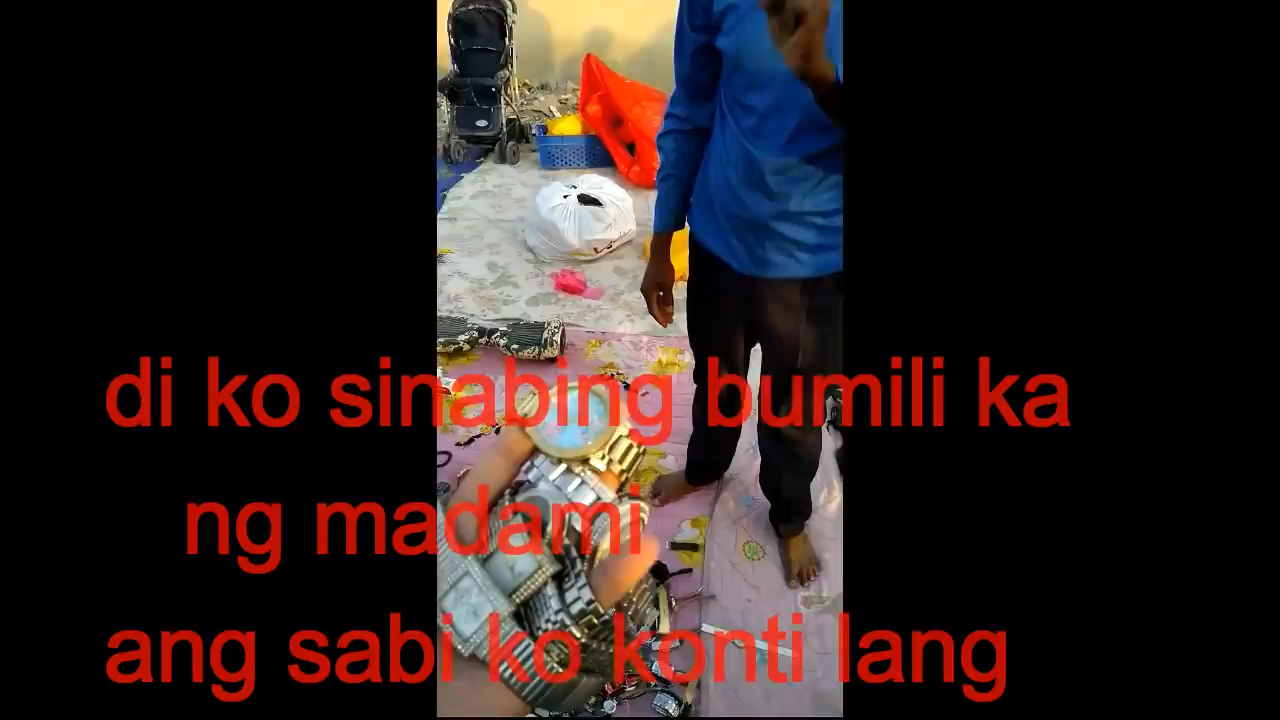 di ko sinabing bumili ka
ng madami
ang sabi ko konti lang